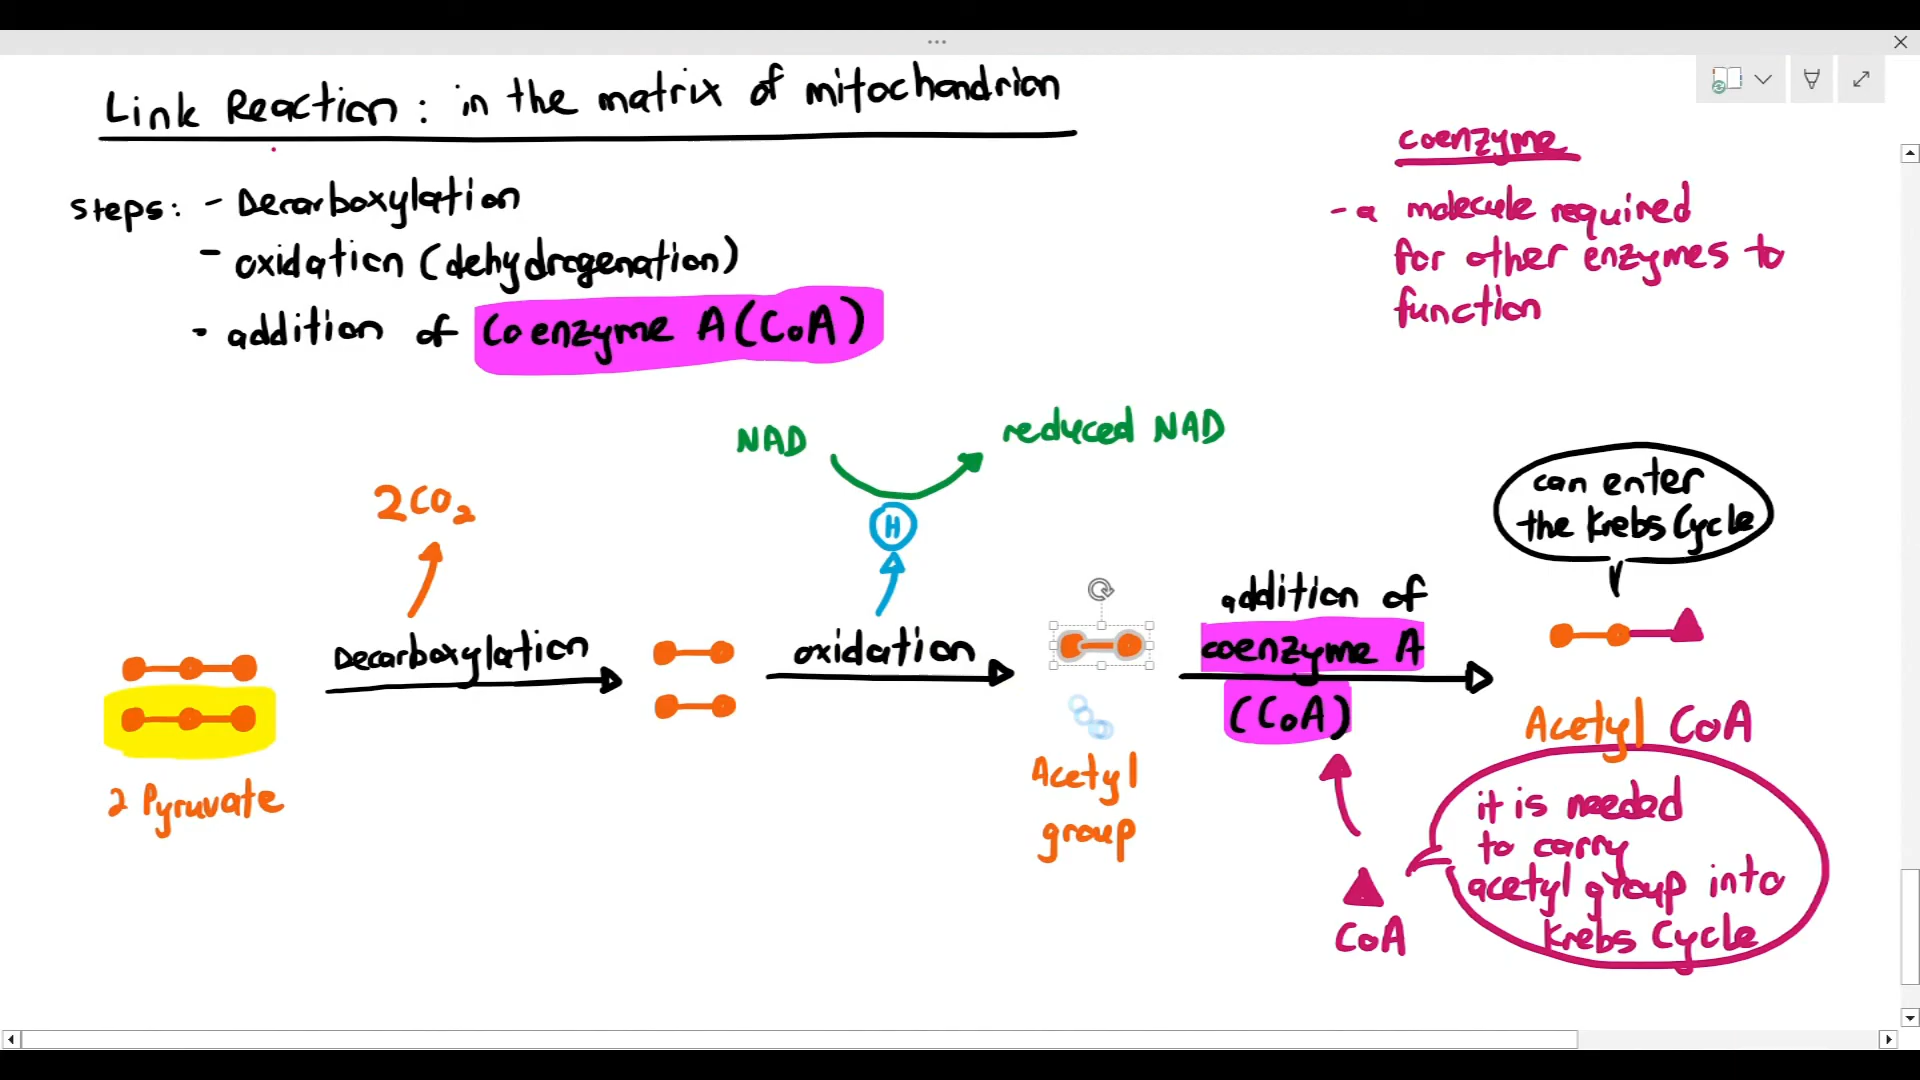 Link Reaction: in the matrix of mitochondrion
steps: - Decarboxylation
- oxidation (dehydrogenation)
- addition of Coenzyme A (CoA)
coenzyme
- a molecule required
for other enzymes to
function
NAD
reduced NAD
2CO2
H
can enter
the Krebs Cycle
Decarboxylation
oxidation
addition of
coenzyme A
(CoA)
2 Pyruvate
Acetyl
group
Acetyl CoA
it is needed
to carry
acetyl group into
Krebs Cycle
CoA